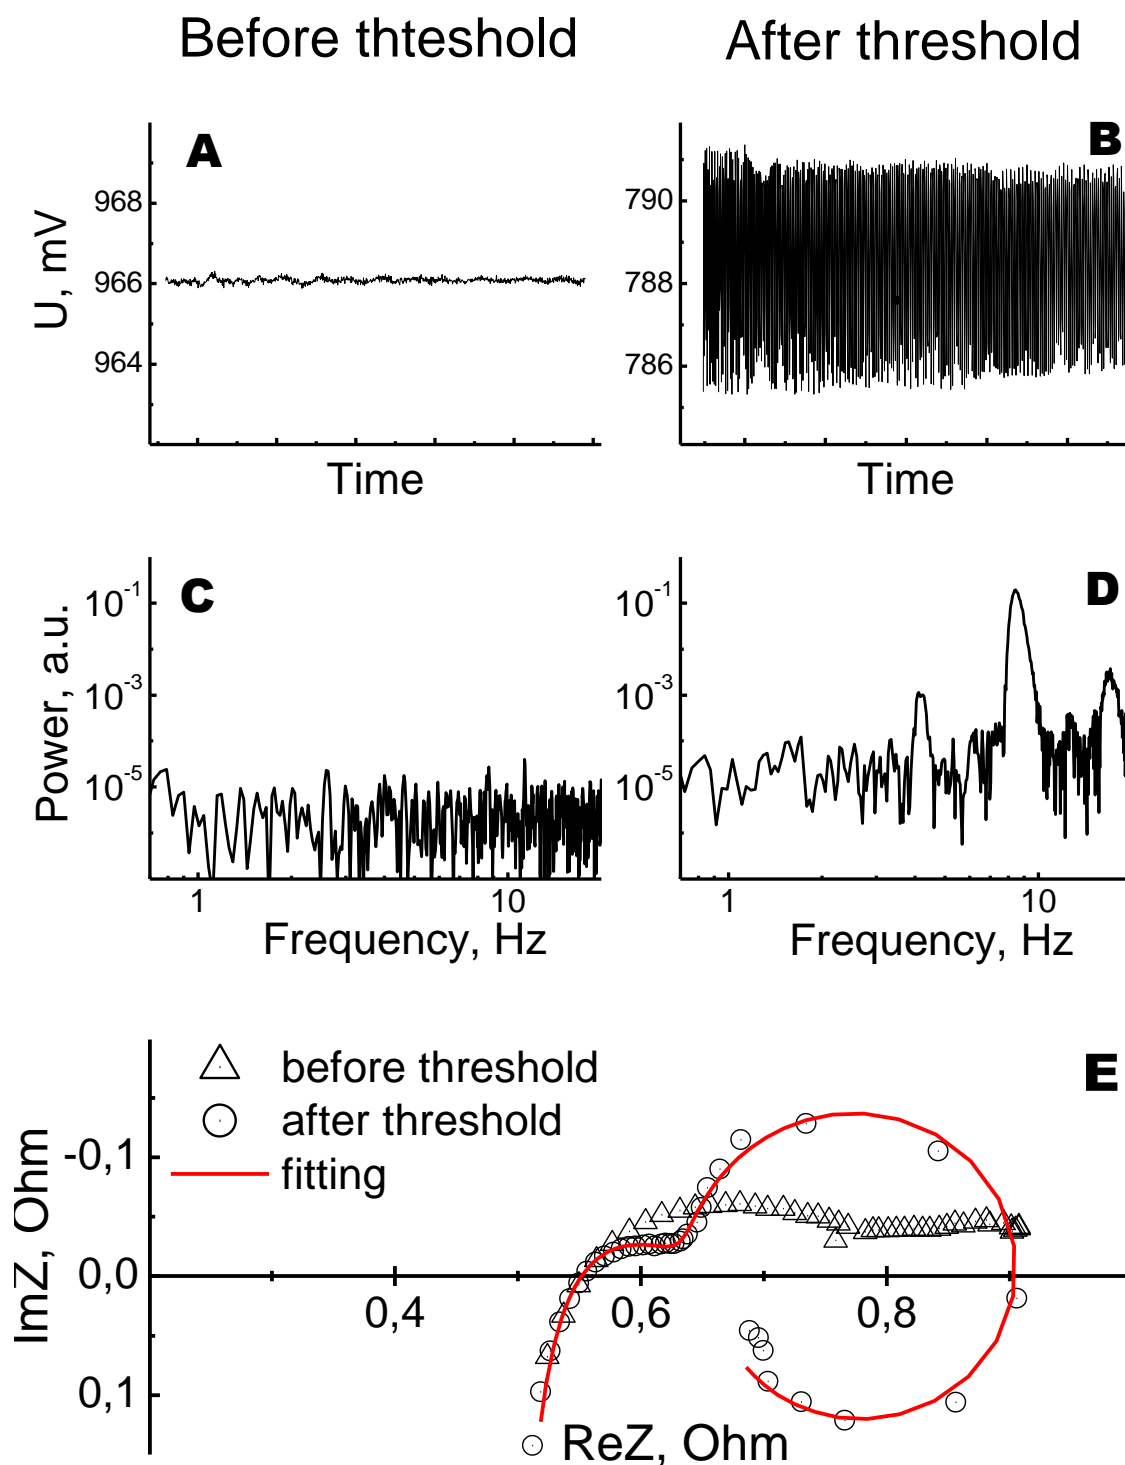 Before thteshold
After threshold
A
B
968
966
964
U, mV
790
788
786
Time
Time
C
D
10^-1
10^-3
10^-5
Power, a.u.
10^-1
10^-3
10^-5
1
10
1
10
Frequency, Hz
Frequency, Hz
E
before threshold
after threshold
fitting
-0,1
0,0
0,1
ImZ, Ohm
0,4
0,6
0,8
ReZ, Ohm